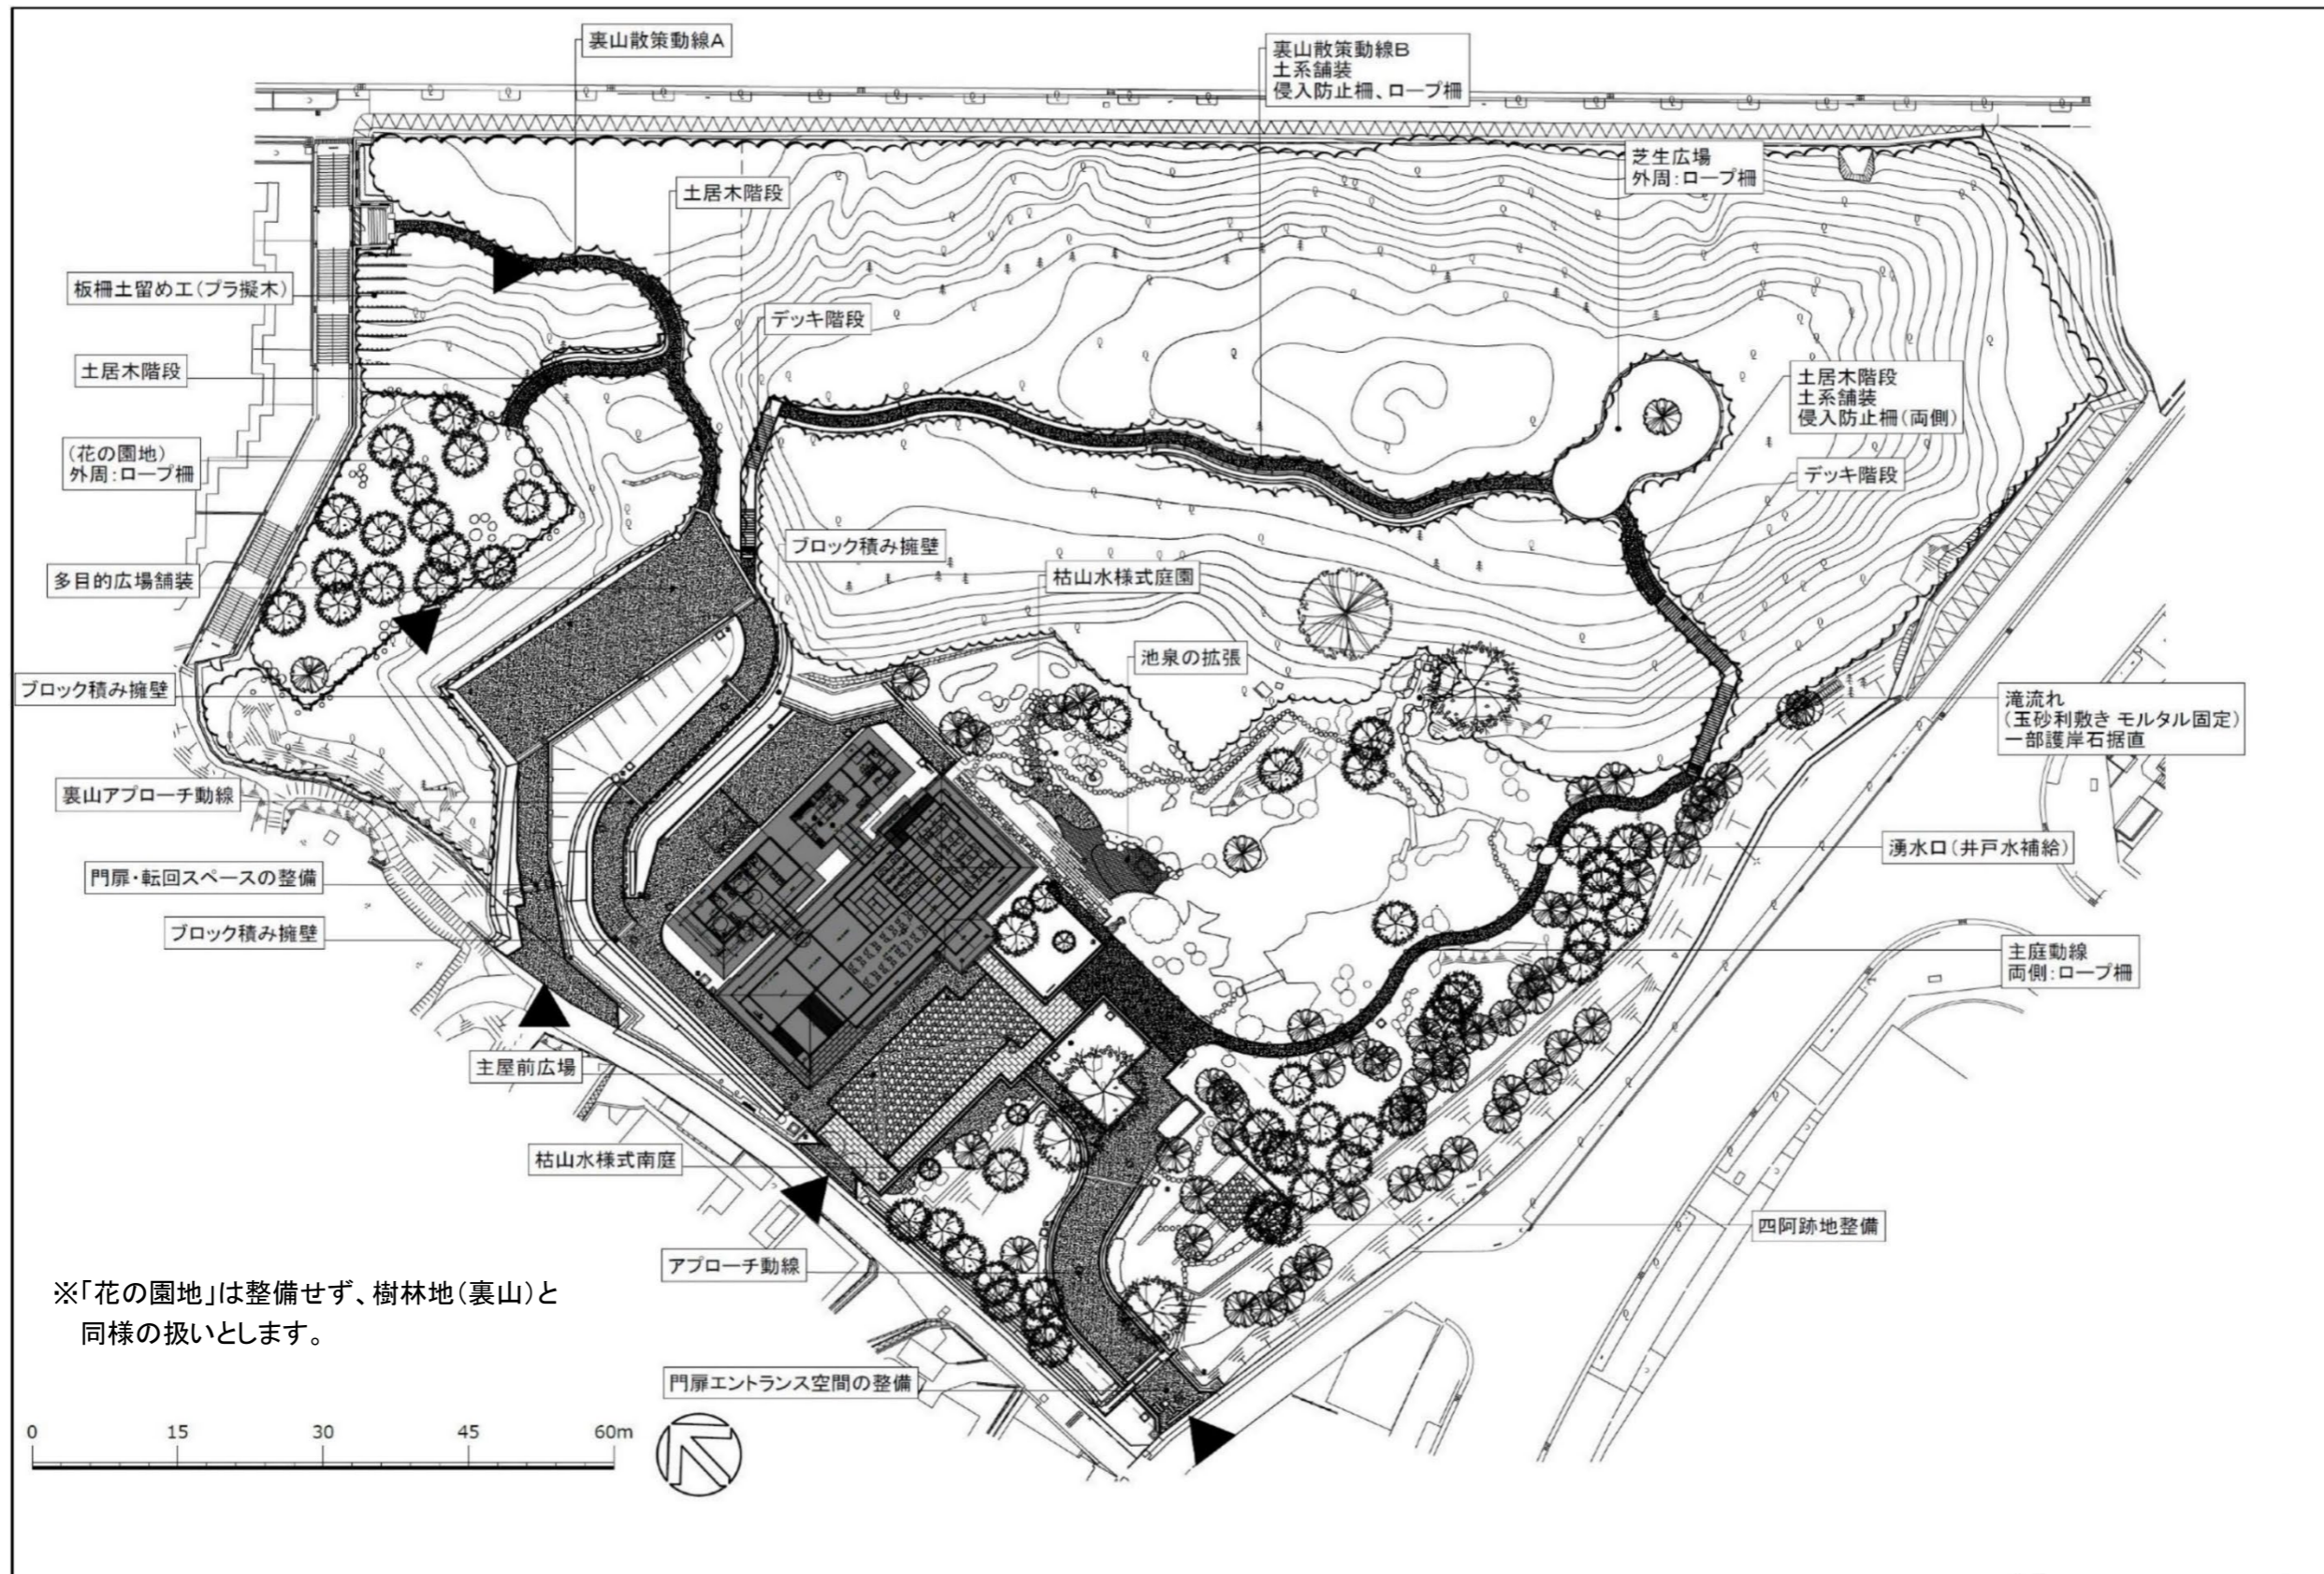 裏山散策動線A
裏山散策動線B
土系舗装
侵入防止柵、ロープ柵
芝生広場
外周：ロープ柵
土居木階段
板柵土留め工（プラ擬木）
デッキ階段
土居木階段
土居木階段
土系舗装
侵入防止柵（両側）
（花の園地）
外周：ロープ柵
デッキ階段
ブロック積み擁壁
多目的広場舗装
枯山水様式庭園
池泉の拡張
ブロック積み擁壁
滝流れ
（玉砂利敷き モルタル固定）
一部護岸石据直
裏山アプローチ動線
湧水口（井戸水補給）
門扉・転回スペースの整備
ブロック積み擁壁
主庭動線
両側：ロープ柵
主屋前広場
枯山水様式南庭
四阿跡地整備
アプローチ動線
※「花の園地」は整備せず、樹林地（裏山）と
同様の扱いとします。
門扉エントランス空間の整備
0 15 30 45 60m